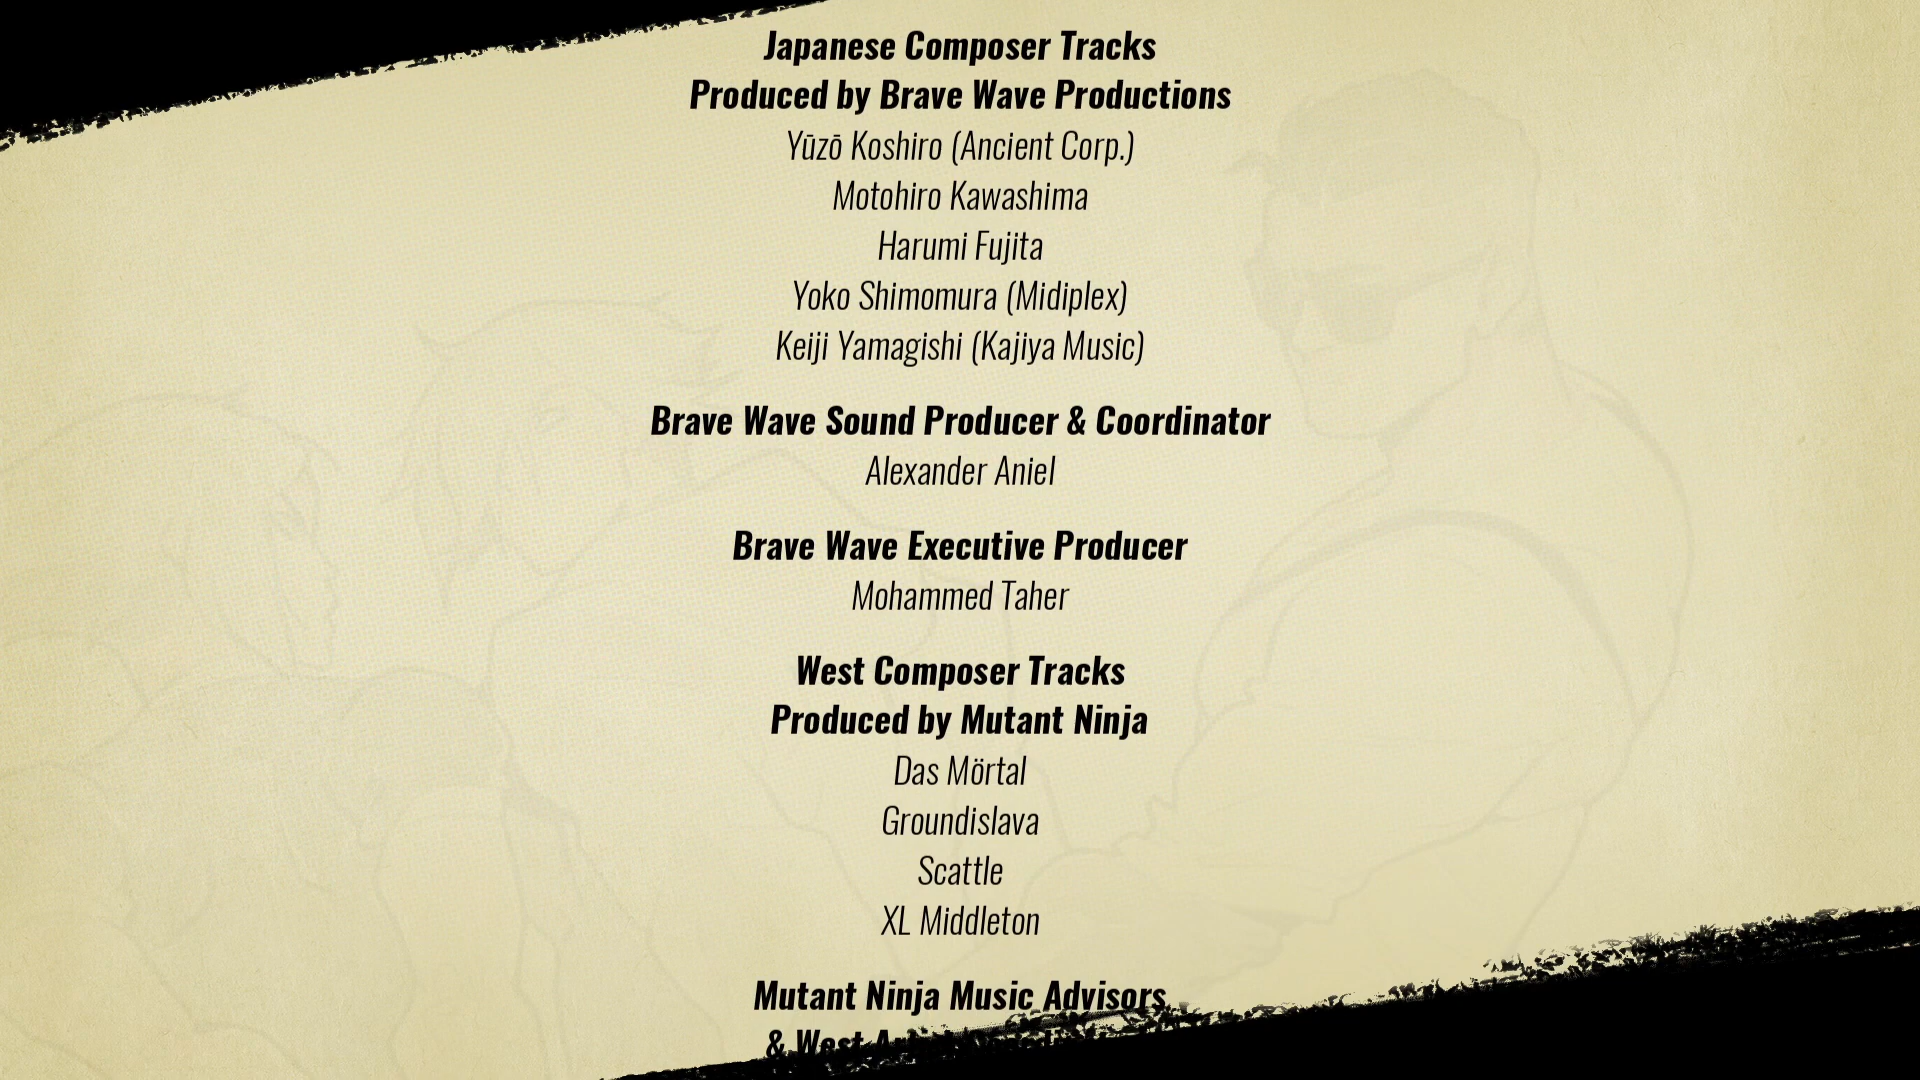 Japanese Composer Tracks
Produced by Brave Wave Productions
Yūzō Koshiro (Ancient Corp.)
Motohiro Kawashima
Harumi Fujita
Yoko Shimomura (Midiplex)
Keiji Yamagishi (Kajiya Music)
Brave Wave Sound Producer & Coordinator
Alexander Aniel
Brave Wave Executive Producer
Mohammed Taher
West Composer Tracks
Produced by Mutant Ninja
Das Mörtal
Groundislava
Scattle
XL Middleton
Mutant Ninja Music Advisors
& West